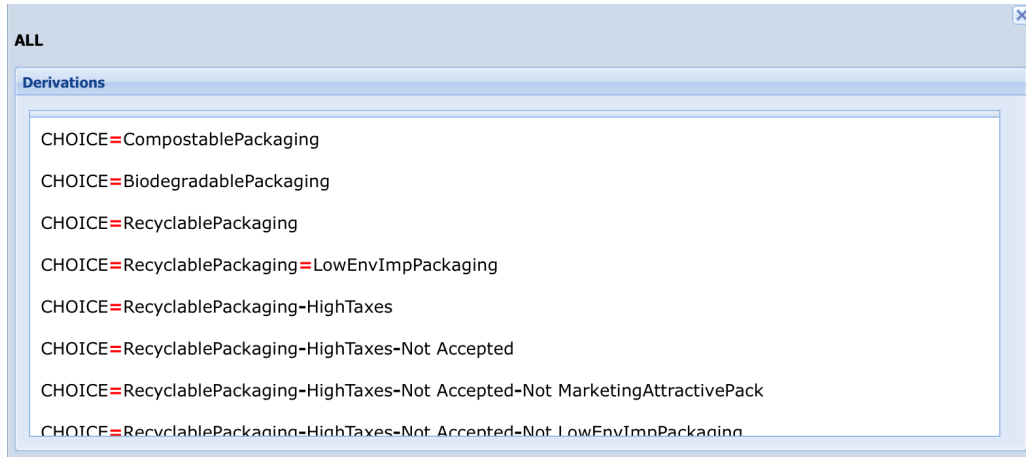 ALL
Derivations
CHOICE=CompostablePackaging
CHOICE=BiodegradablePackaging
CHOICE=RecyclablePackaging
CHOICE=RecyclablePackaging=LowEnvImpPackaging
CHOICE=RecyclablePackaging-HighTaxes
CHOICE=RecyclablePackaging-HighTaxes-Not Accepted
CHOICE=RecyclablePackaging-HighTaxes-Not Accepted-Not MarketingAttractivePack
CHOICE=RecyclablePackaging-HighTaxes-Not Accepted-Not LowEnvImpPackaging